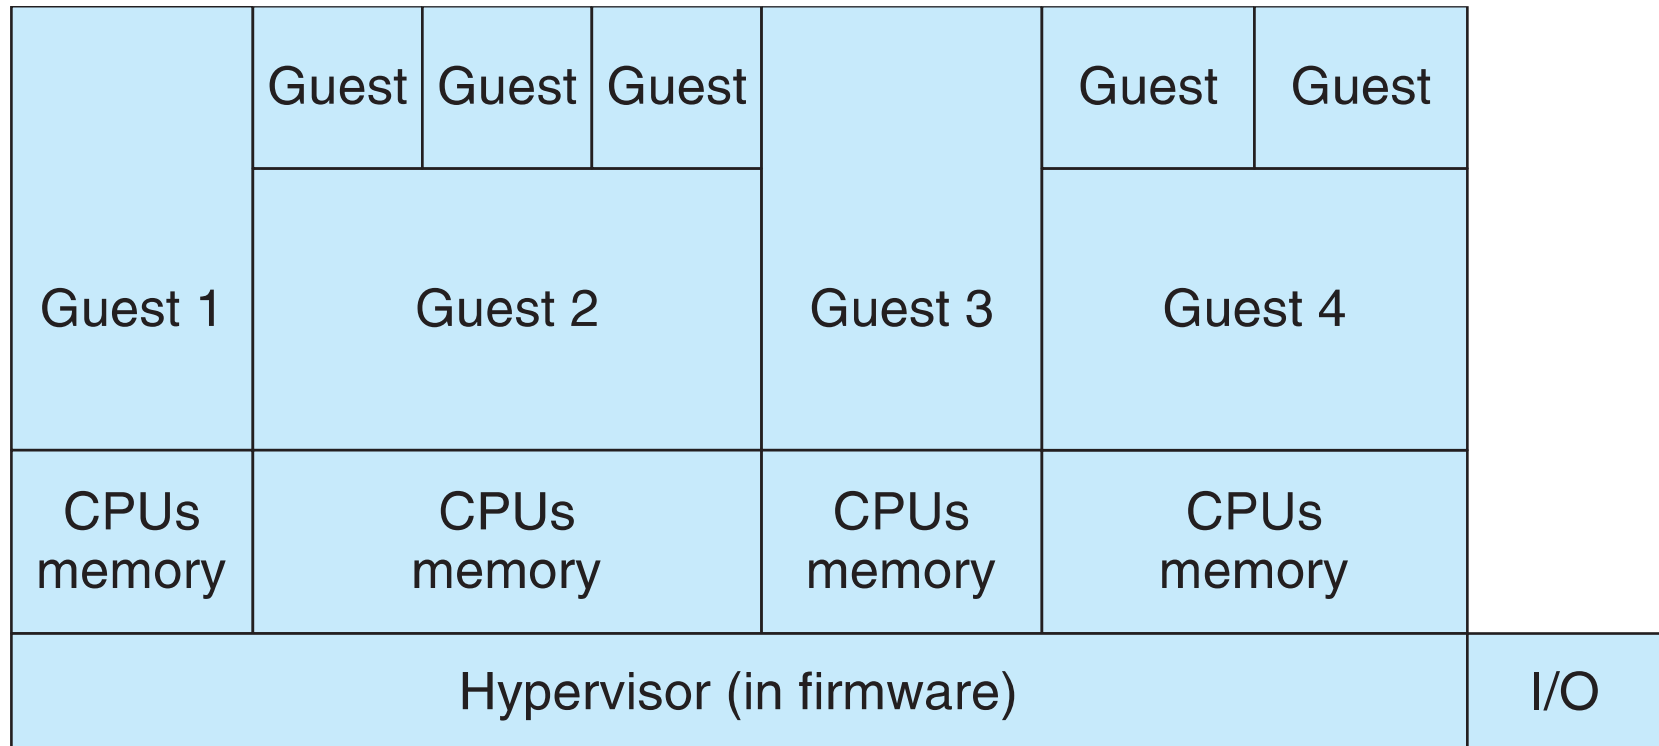 Guest Guest Guest Guest Guest
Guest 1 Guest 2 Guest 3 Guest 4
CPUs CPUs CPUs CPUs
memory memory memory memory
Hypervisor (in firmware) I/O